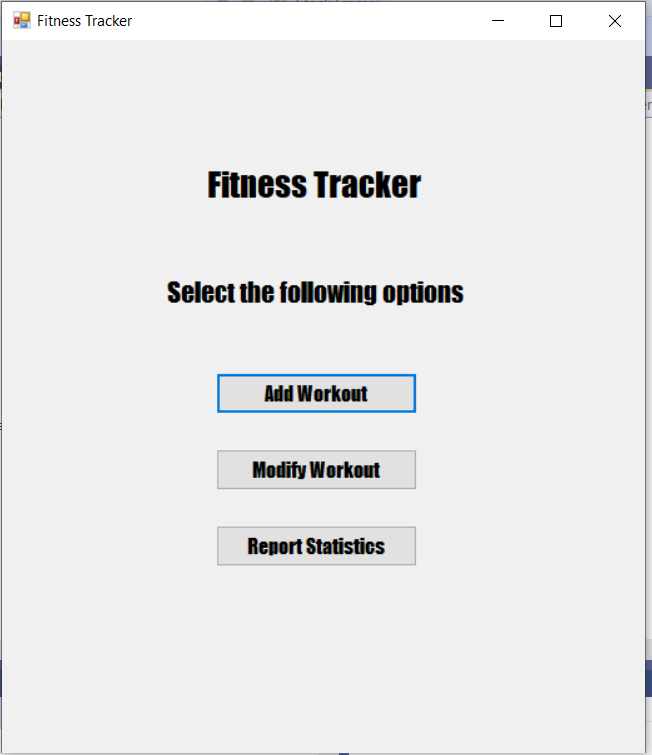 Fitness Tracker
Fitness Tracker
Select the following options
Add Workout
Modify Workout
Report Statistics